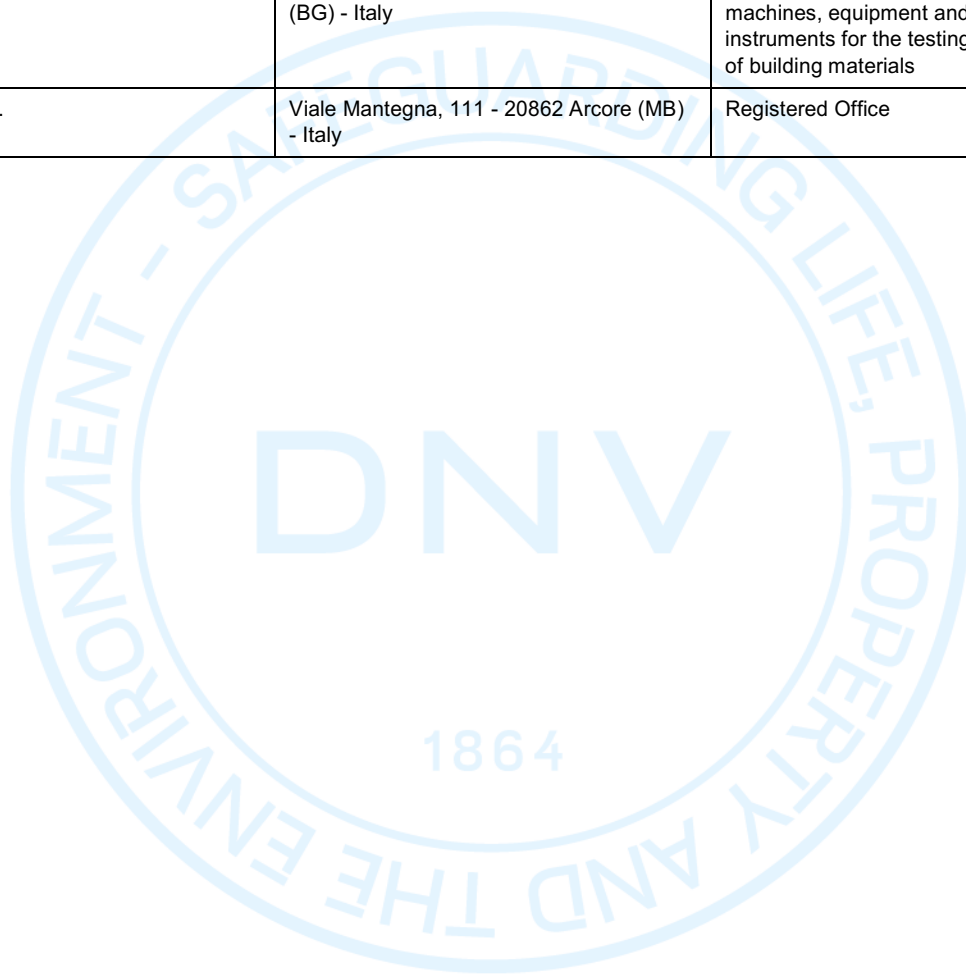 (BG) - Italy
machines, equipment and
instruments for the testing
of building materials
.
Viale Mantegna, 111 - 20862 Arcore (MB)
- Italy
Registered Office
SAFEGUARDING LIFE, PROPERTY AND THE ENVIRONMENT -
DNV
1864